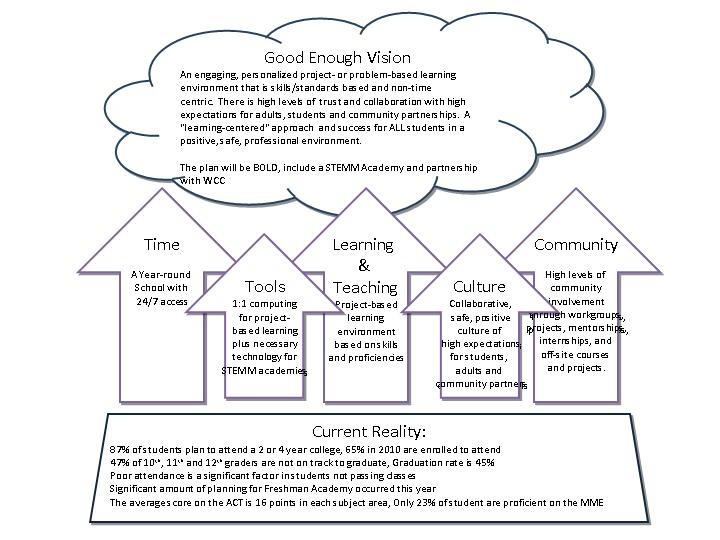 Good Enough Vision
An engaging, personalized project- or problem-based learning
environment that is skills/standards based and non-time
centric. There is high levels of trust and collaboration with high
expectations for adults, students and community partnerships. A
"learning-centered" approach and success for ALL students in a
positive, safe, professional environment.
The plan will be BOLD, include a STEMM Academy and partnership
with WCC
Time
A Year-round
School with
24/7 access
Tools
1:1 computing
for project-
based learning
plus necessary
technology for
STEMM academies
Learning
&
Teaching
Project-based
learning
environment
based on skills
and proficiencies
Culture
Collaborative,
safe, positive
culture of
high expectations
for students,
adults and
community partners
Community
High levels of
community
involvement
through workgroups,
projects, mentorships,
internships, and
off-site courses
and projects.
Current Reality:
87% of students plan to attend a 2 or 4 year college, 65% in 2010 are enrolled to attend
47% of 10th, 11th and 12th graders are not on track to graduate, Graduation rate is 45%
Poor attendance is a significant factor in students not passing classes
Significant amount of planning for Freshman Academy occurred this year
The averages core on the ACT is 16 points in each subject area, Only 23% of student are proficient on the MME